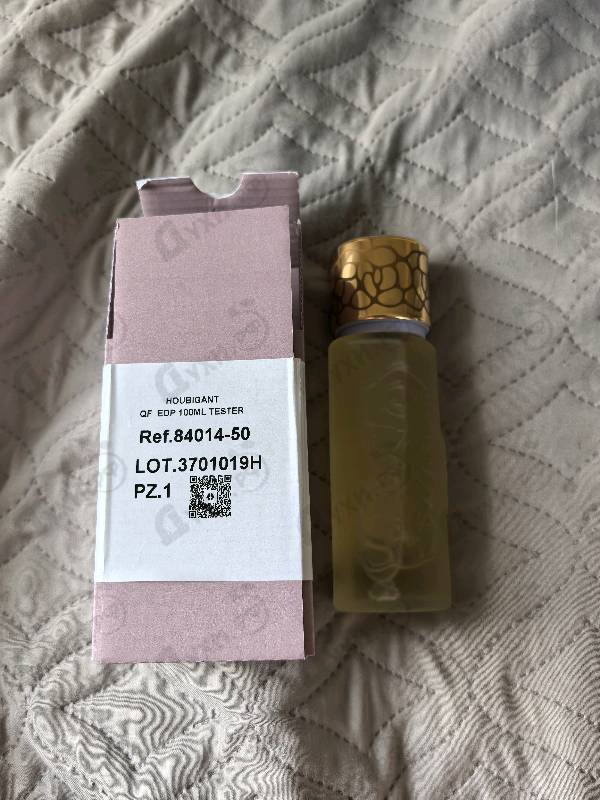 HOUBIGANT
QF EDP 100ML TESTER
Ref.84014-50
LOT.3701019H
PZ.1